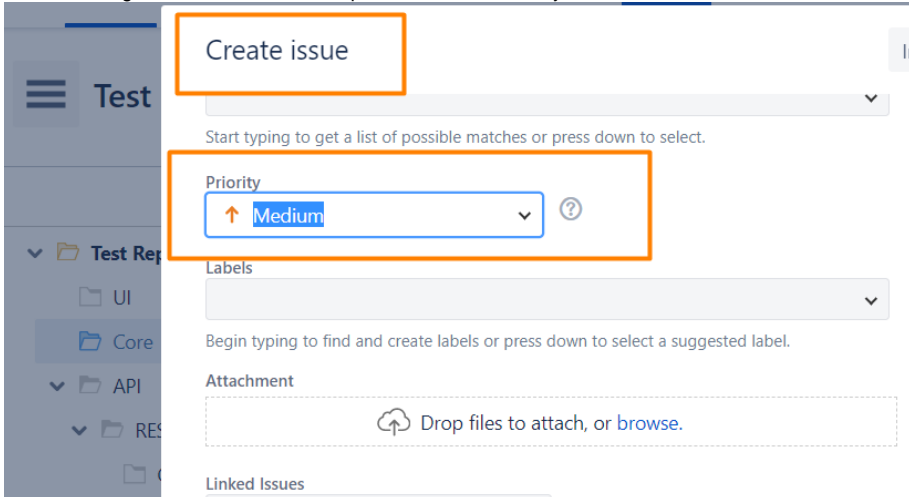 Create issue
Test
Start typing to get a list of possible matches or press down to select.
Priority
Medium
Test Rep
Labels
UI
Core
Begin typing to find and create labels or press down to select a suggested label.
API
Attachment
RES
Drop files to attach, or browse.
Linked Issues